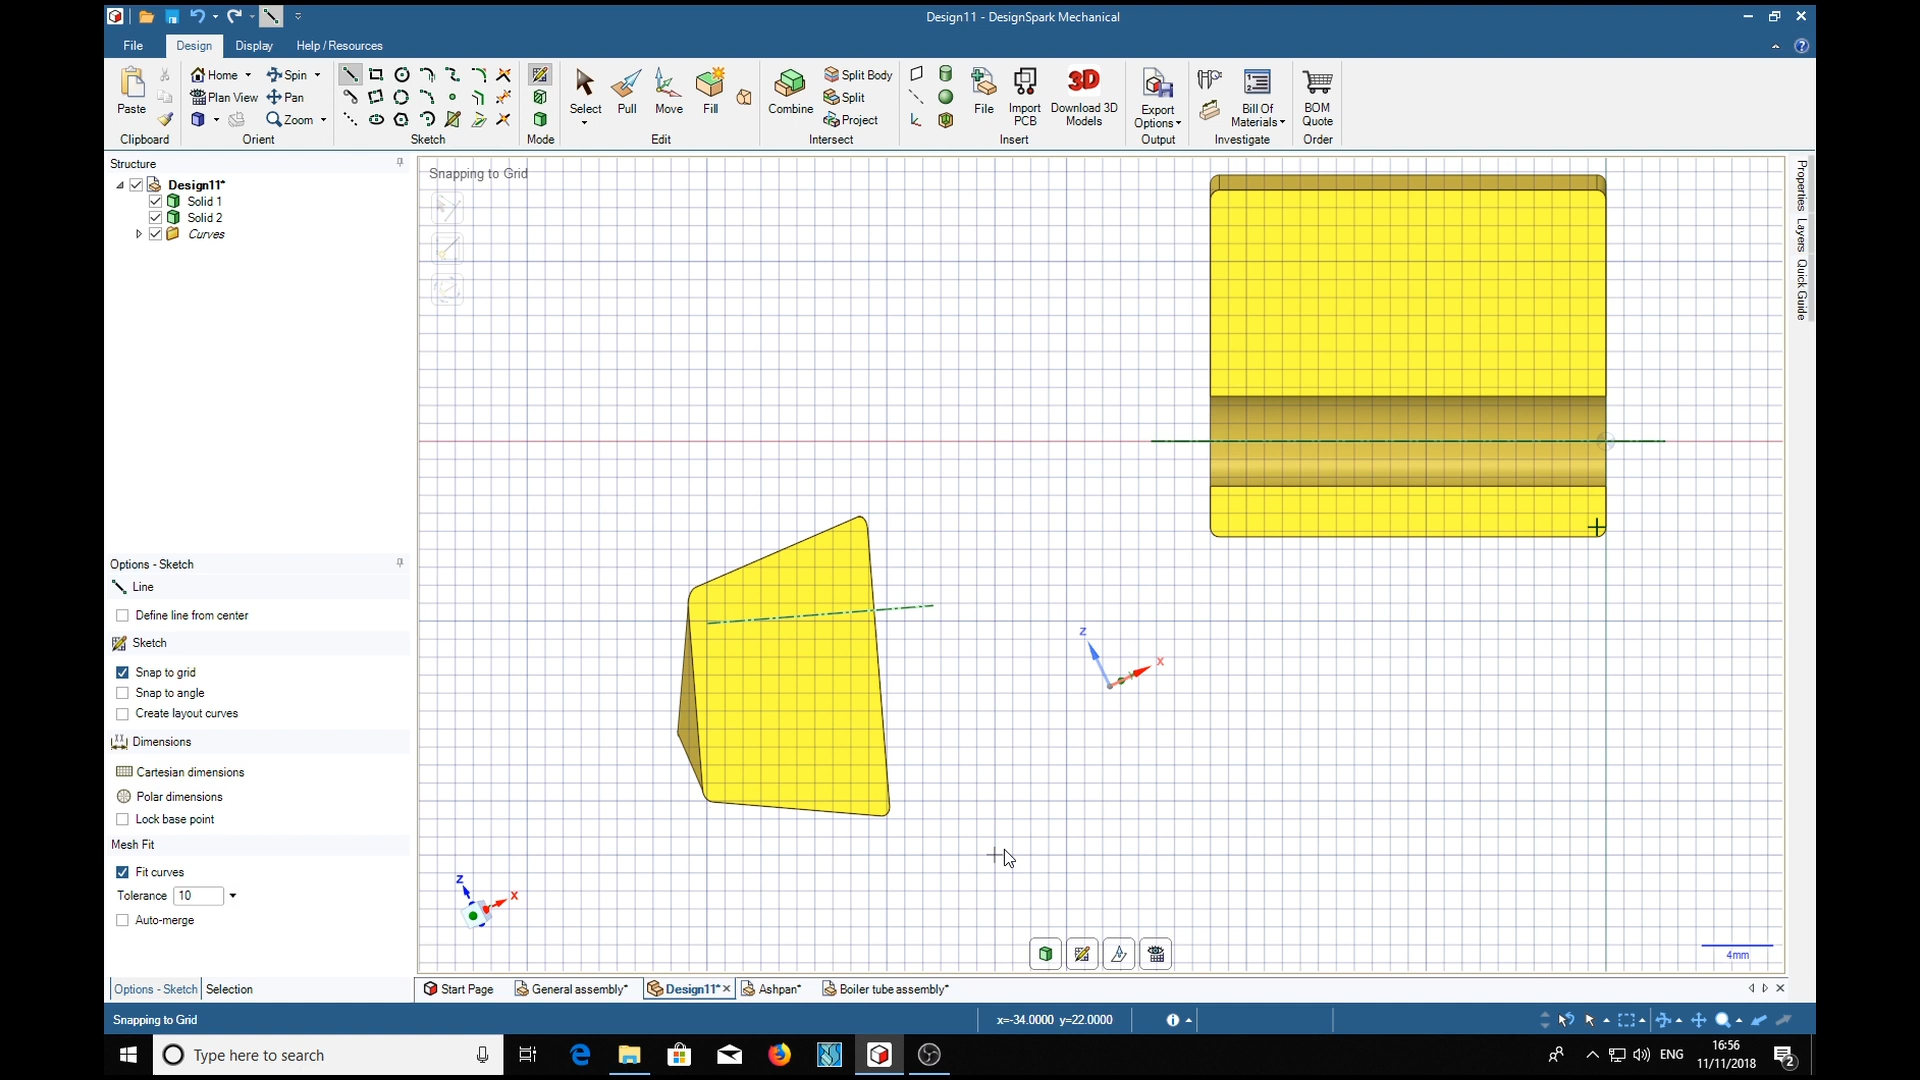 Design11 - DesignSpark Mechanical
File Design Display Help / Resources
Home Spin Split Body
Plan View Pan Split
Zoom Project
Paste Select Pull Move Fill Combine File Import PCB Download 3D Models Export Options Bill Of Materials BOM Quote
Clipboard Orient Sketch Mode Edit Intersect Insert Output Investigate Order
3D
Structure
Design11*
Solid 1
Solid 2
Curves
Snapping to Grid
Properties
Layers
Quick Guide
z
x
Options - Sketch
Line
Define line from center
Sketch
Snap to grid
Snap to angle
Create layout curves
Dimensions
Cartesian dimensions
Polar dimensions
Lock base point
Mesh Fit
Fit curves
Tolerance 10
Auto-merge
z
x
4mm
Options - Sketch Selection
Start Page General assembly* Design11* Ashpan* Boiler tube assembly*
Snapping to Grid x=-34.0000 y=22.0000
Type here to search
ENG
16:56
11/11/2018
2